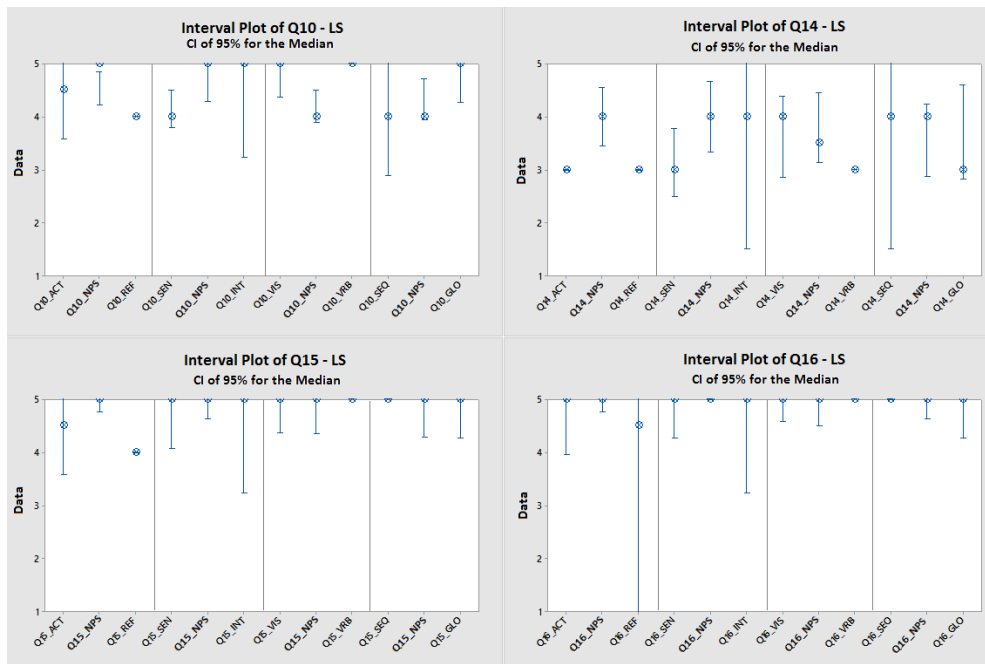 Interval Plot of Q10 - LS
CI of 95% for the Median
Data
5
4
3
2
1
Q10_ACT
Q10_NPS
Q10_REF
Q10_SEN
Q10_NPS
Q10_INT
Q10_VIS
Q10_NPS
Q10_VRB
Q10_SEQ
Q10_NPS
Q10_GLO
Interval Plot of Q14 - LS
CI of 95% for the Median
Data
5
4
3
2
1
Q14_ACT
Q14_NPS
Q14_REF
Q14_SEN
Q14_NPS
Q14_INT
Q14_VIS
Q14_NPS
Q14_VRB
Q14_SEQ
Q14_NPS
Q14_GLO
Interval Plot of Q15 - LS
CI of 95% for the Median
Data
5
4
3
2
1
Q15_ACT
Q15_NPS
Q15_REF
Q15_SEN
Q15_NPS
Q15_INT
Q15_VIS
Q15_NPS
Q15_VRB
Q15_SEQ
Q15_NPS
Q15_GLO
Interval Plot of Q16 - LS
CI of 95% for the Median
Data
5
4
3
2
1
Q16_ACT
Q16_NPS
Q16_REF
Q16_SEN
Q16_NPS
Q16_INT
Q16_VIS
Q16_NPS
Q16_VRB
Q16_SEQ
Q16_NPS
Q16_GLO